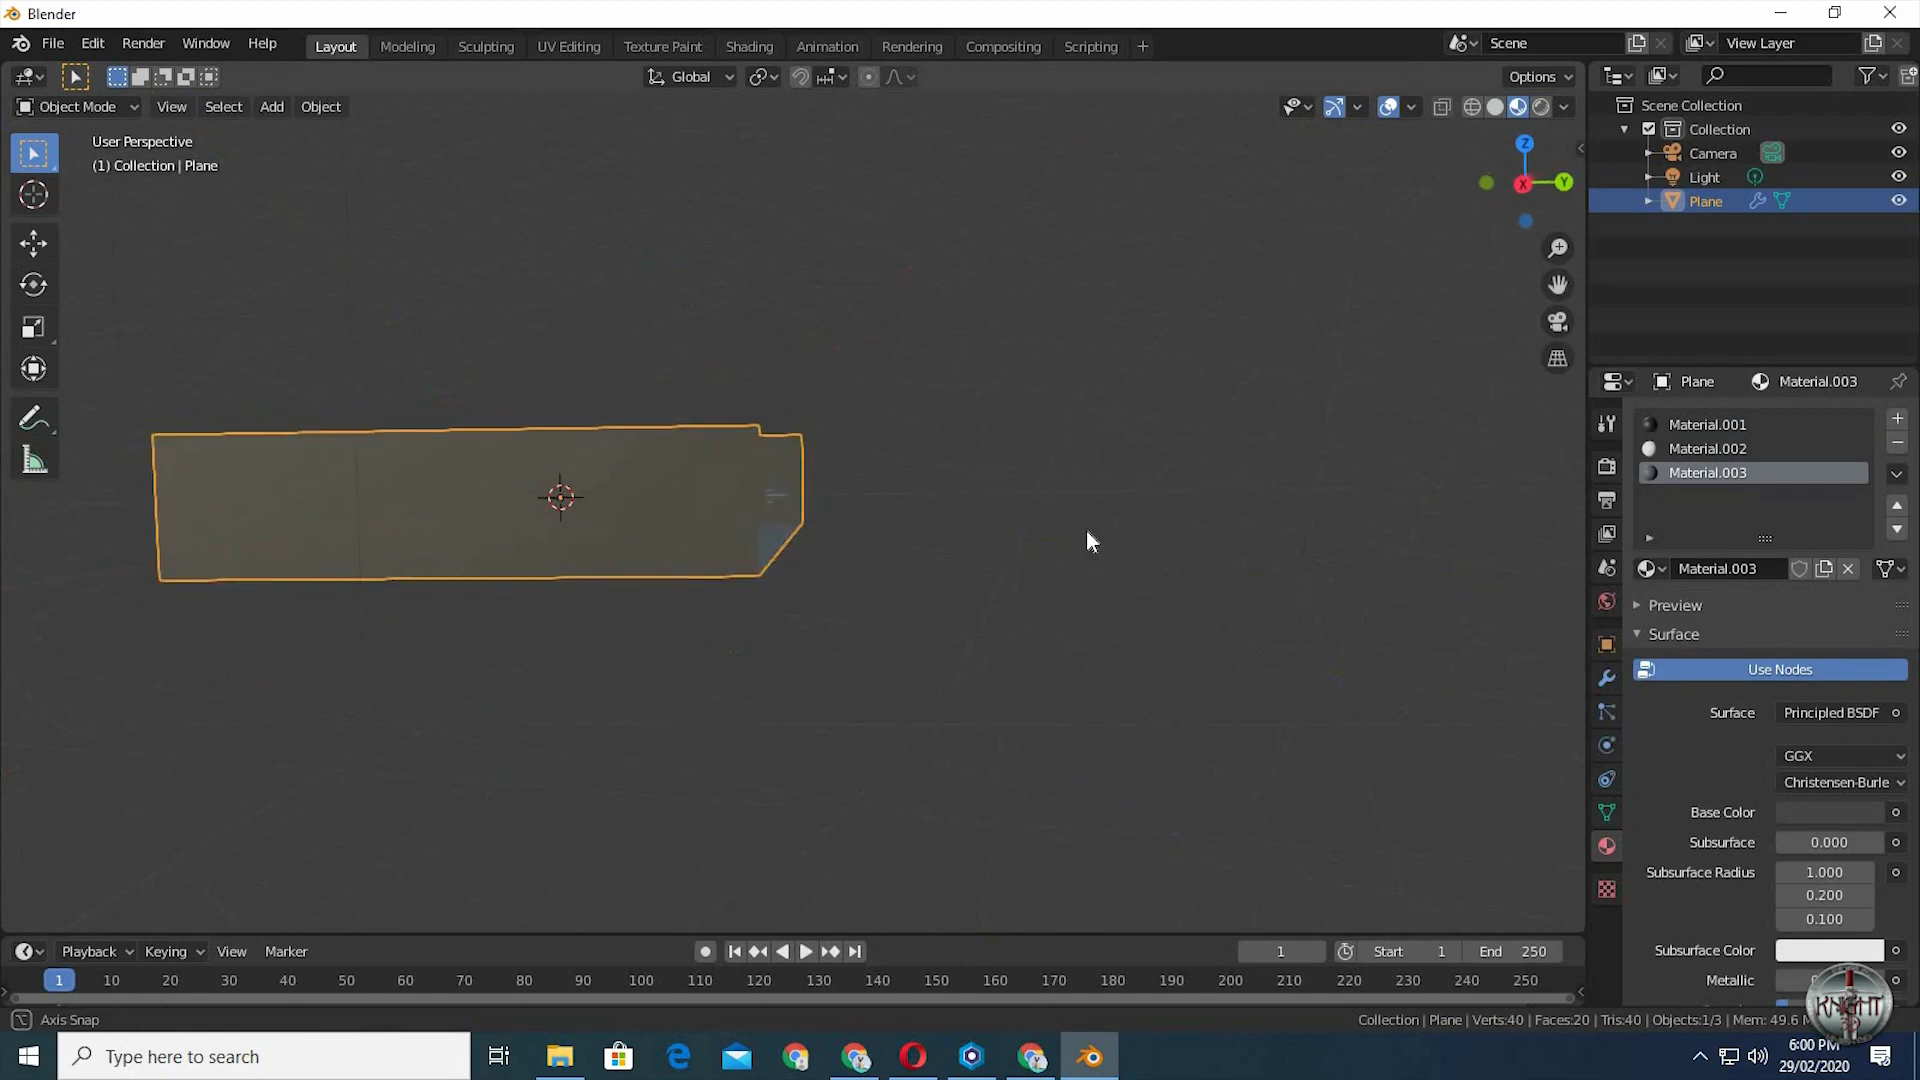 Blender
File Edit Render Window Help
Layout Modeling Sculpting UV Editing Texture Paint Shading Animation Rendering Compositing Scripting
Scene
View Layer
Global
Options
Object Mode View Select Add Object
User Perspective
(1) Collection | Plane
Z
X
Y
Scene Collection
Collection
Camera
Light
Plane
Plane Material.003
Material.001
Material.002
Material.003
Material.003
Preview
Surface
Use Nodes
Surface Principled BSDF
GGX
Christensen-Burle
Base Color
Subsurface 0.000
Subsurface Radius 1.000
0.200
0.100
Subsurface Color
Metallic
Playback Keying View Marker
1 Start 1 End 250
1 10 20 30 40 50 60 70 80 90 100 110 120 130 140 150 160 170 180 190 200 210 220 230 240 250
Axis Snap
Collection | Plane | Verts:40 | Faces:20 | Tris:40 | Objects:1/3 | Mem: 49.6 M
KNIGHT
3D
Type here to search
6:00 PM
29/02/2020